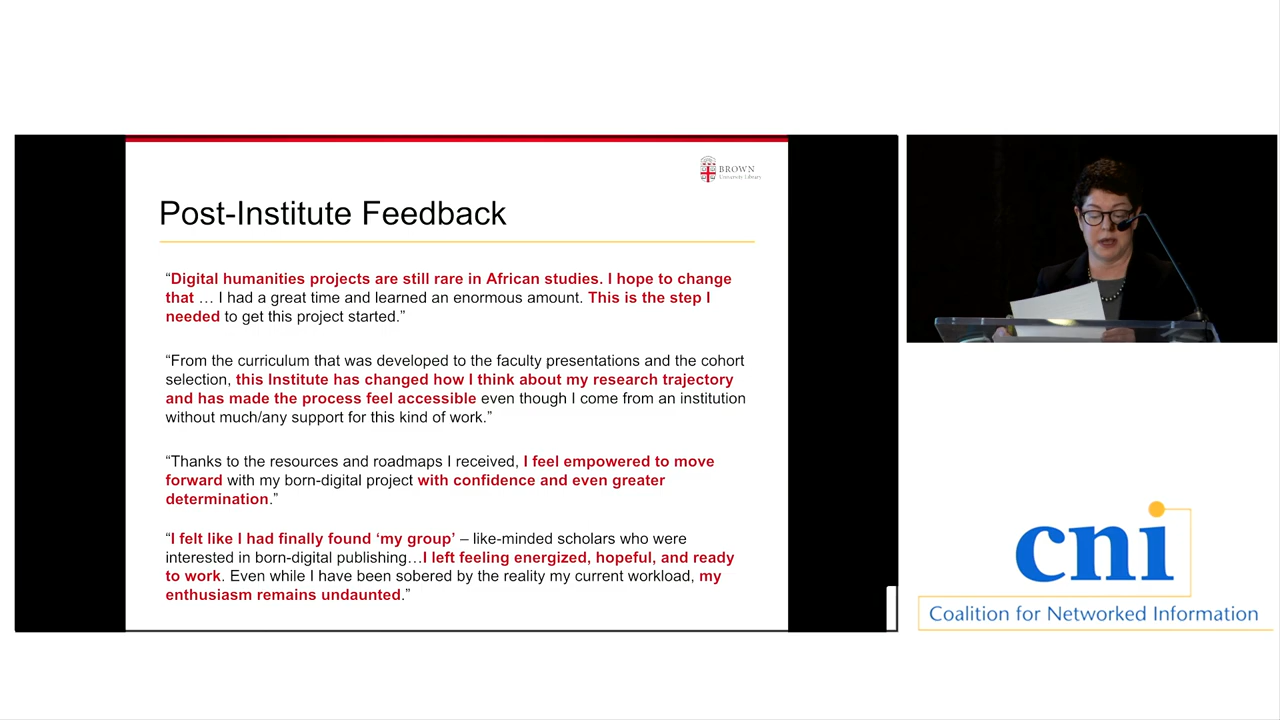 BROWN
University Library
Post-Institute Feedback
“Digital humanities projects are still rare in African studies. I hope to change
that … I had a great time and learned an enormous amount. This is the step I
needed to get this project started.”
“From the curriculum that was developed to the faculty presentations and the cohort
selection, this Institute has changed how I think about my research trajectory
and has made the process feel accessible even though I come from an institution
without much/any support for this kind of work.”
“Thanks to the resources and roadmaps I received, I feel empowered to move
forward with my born-digital project with confidence and even greater
determination.”
“I felt like I had finally found ‘my group’ – like-minded scholars who were
interested in born-digital publishing…I left feeling energized, hopeful, and ready
to work. Even while I have been sobered by the reality my current workload, my
enthusiasm remains undaunted.”
cni
Coalition for Networked Information